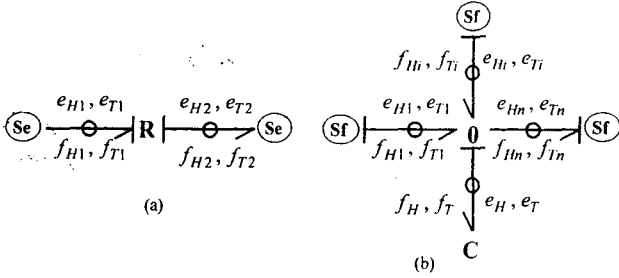 Sf
f_{Hi}, f_{Ti} e_{Hi}, e_{Ti}
e_{H1}, e_{T1} e_{H2}, e_{T2}
Se R Se
f_{H1}, f_{T1} f_{H2}, f_{T2}
(a)
e_{H1}, e_{T1} e_{Hn}, e_{Tn}
Sf 0 Sf
f_{H1}, f_{T1} f_{Hn}, f_{Tn}
f_H, f_T e_H, e_T
C
(b)